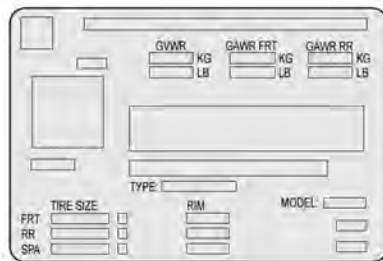 GVWR GAWR FRT GAWR RR
KG KG KG
LB LB LB
TYPE:
TIRE SIZE RIM MODEL:
FRT
RR
SPA